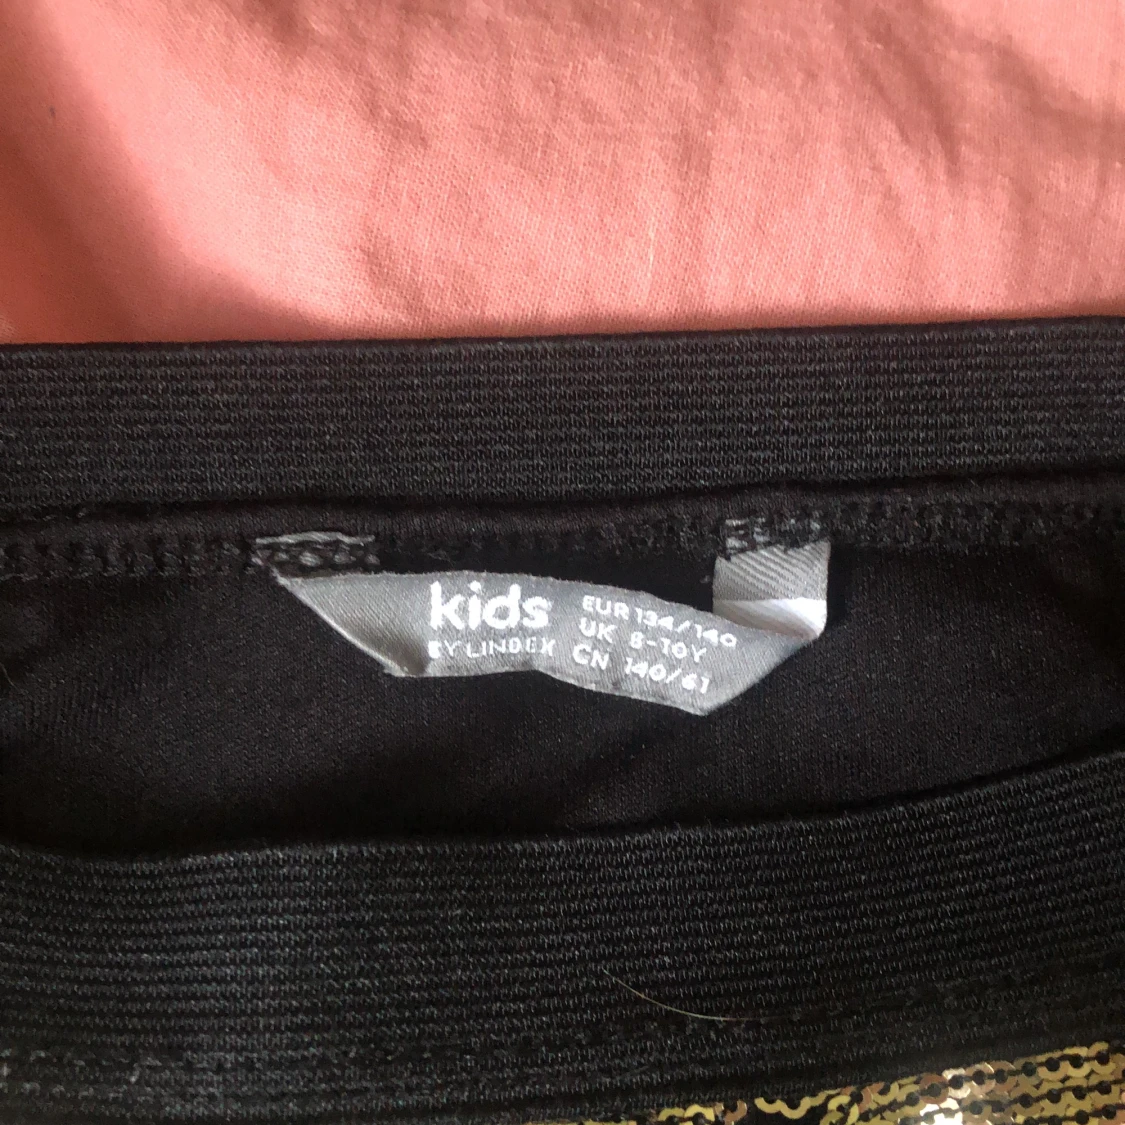 kids
BY LINDEX
EUR 134/140
UK 8-10Y
CN 140/61